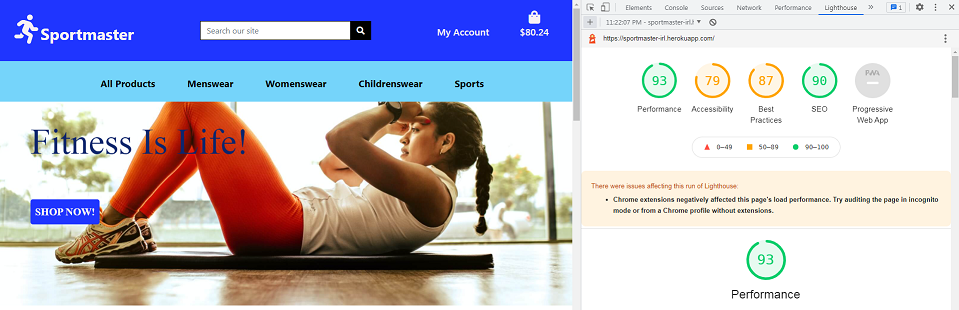 Sportmaster
Search our site
My Account
$80.24
All Products Menswear Womenswear Childrenswear Sports
Fitness Is Life!
SHOP NOW!
Elements Console Sources Network Performance Lighthouse » 1
+ 11:22:07 PM - sportmaster-irl.
https://sportmaster-irl.herokuapp.com/
93 79 87 90 PWA
Performance Accessibility Best Practices SEO Progressive Web App
0–49 50–89 90–100
There were issues affecting this run of Lighthouse:
• Chrome extensions negatively affected this page's load performance. Try auditing the page in incognito
mode or from a Chrome profile without extensions.
93
Performance